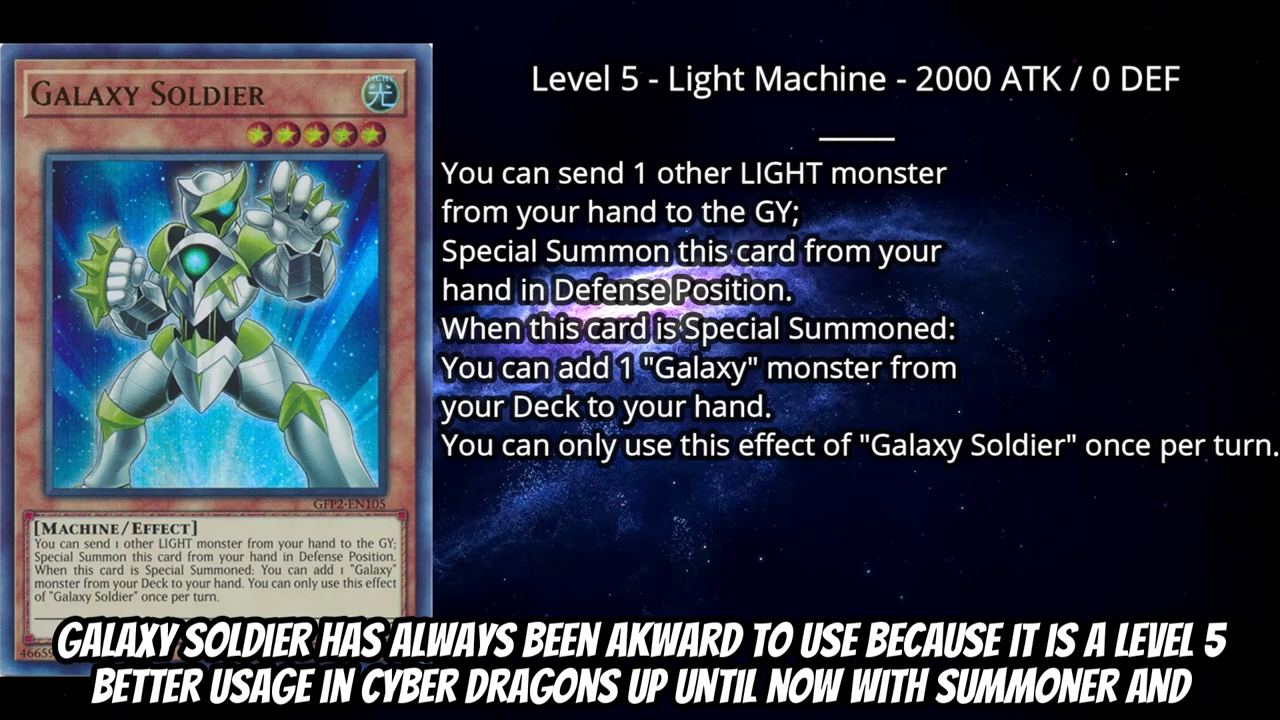 GALAXY SOLDIER
LIGHT
光
GFP2-EN105
[MACHINE/EFFECT]
You can send 1 other LIGHT monster from your hand to the GY;
Special Summon this card from your hand in Defense Position.
When this card is Special Summoned: You can add 1 "Galaxy"
monster from your Deck to your hand. You can only use this effect
of "Galaxy Soldier" once per turn.
Level 5 - Light Machine - 2000 ATK / 0 DEF
You can send 1 other LIGHT monster
from your hand to the GY;
Special Summon this card from your
hand in Defense Position.
When this card is Special Summoned:
You can add 1 "Galaxy" monster from
your Deck to your hand.
You can only use this effect of "Galaxy Soldier" once per turn.
GALAXY SOLDIER HAS ALWAYS BEEN AKWARD TO USE BECAUSE IT IS A LEVEL 5
BETTER USAGE IN CYBER DRAGONS UP UNTIL NOW WITH SUMMONER AND